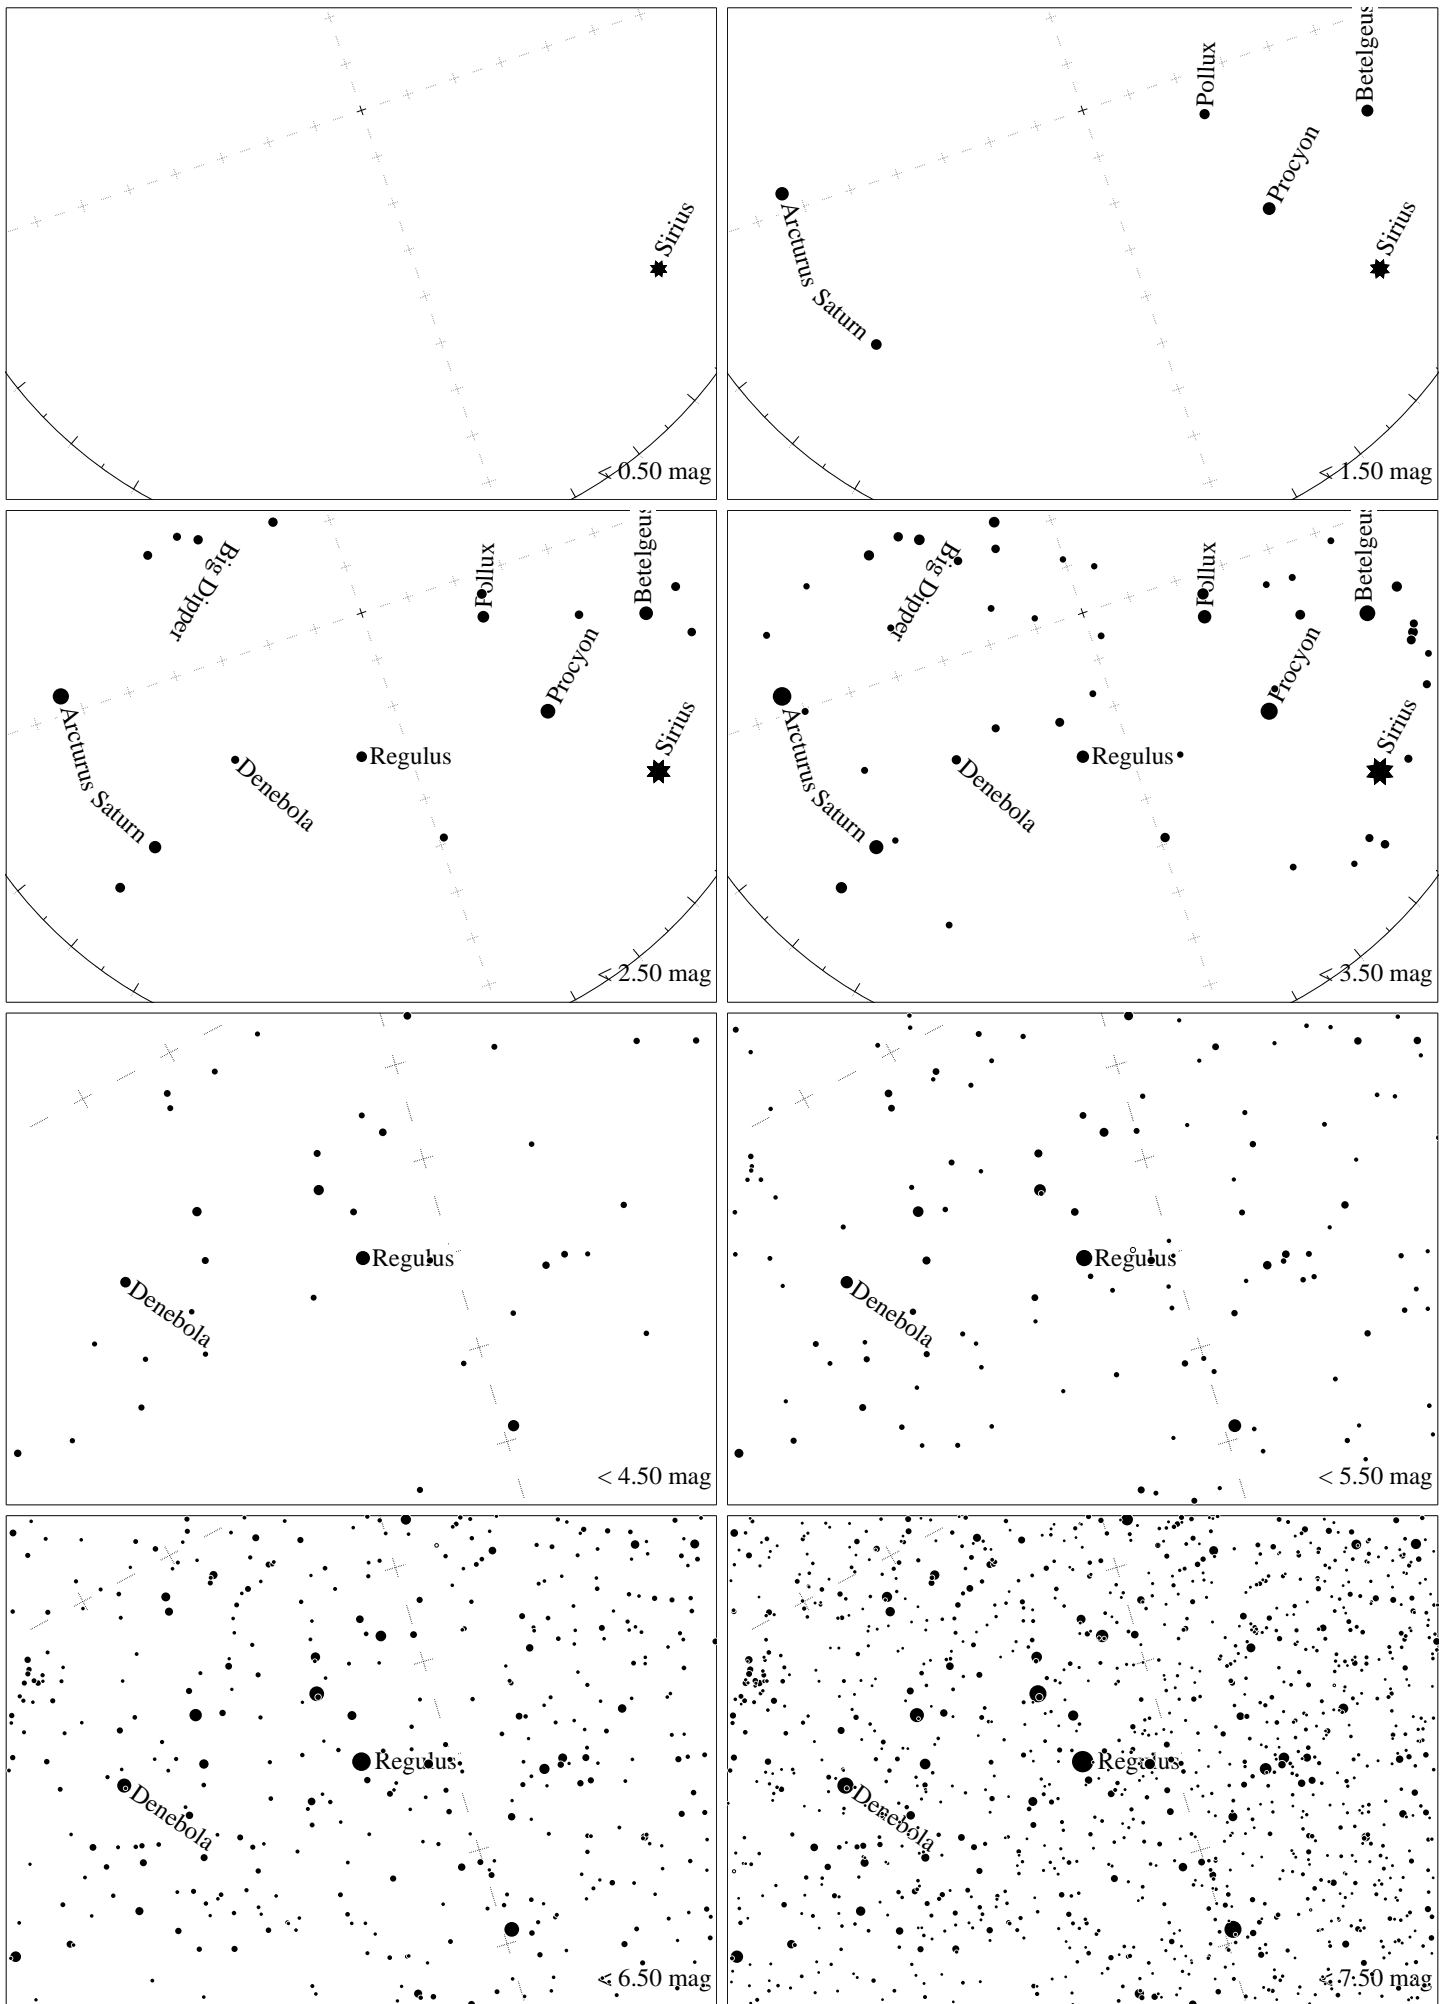 Sirius
< 0.50 mag
Pollux
Betelgeus
Procyon
Arcturus
Saturn
Sirius
< 1.50 mag
Big Dipper
Pollux
Betelgeus
Procyon
Arcturus
Saturn
Denebola
Regulus
Sirius
< 2.50 mag
Big Dipper
Pollux
Betelgeus
Procyon
Arcturus
Saturn
Denebola
Regulus
Sirius
< 3.50 mag
Regulus
Denebola
< 4.50 mag
Regulus
Denebola
< 5.50 mag
Regulus
Denebola
< 6.50 mag
Regulus
Denebola
< 7.50 mag